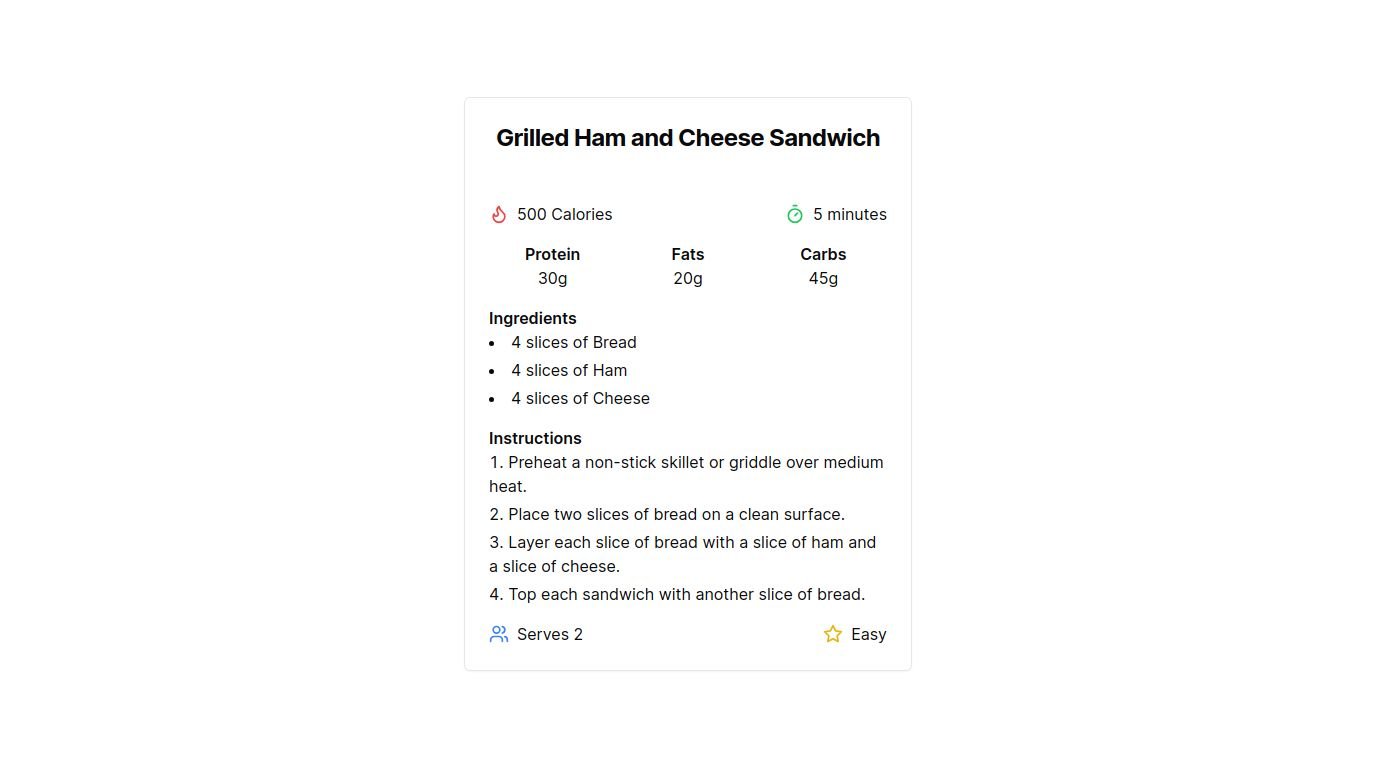 Grilled Ham and Cheese Sandwich
500 Calories
5 minutes
Protein
Fats
Carbs
30g
20g
45g
Ingredients
• 4 slices of Bread
• 4 slices of Ham
• 4 slices of Cheese
Instructions
1. Preheat a non-stick skillet or griddle over medium
heat.
2. Place two slices of bread on a clean surface.
3. Layer each slice of bread with a slice of ham and
a slice of cheese.
4. Top each sandwich with another slice of bread.
Serves 2
Easy